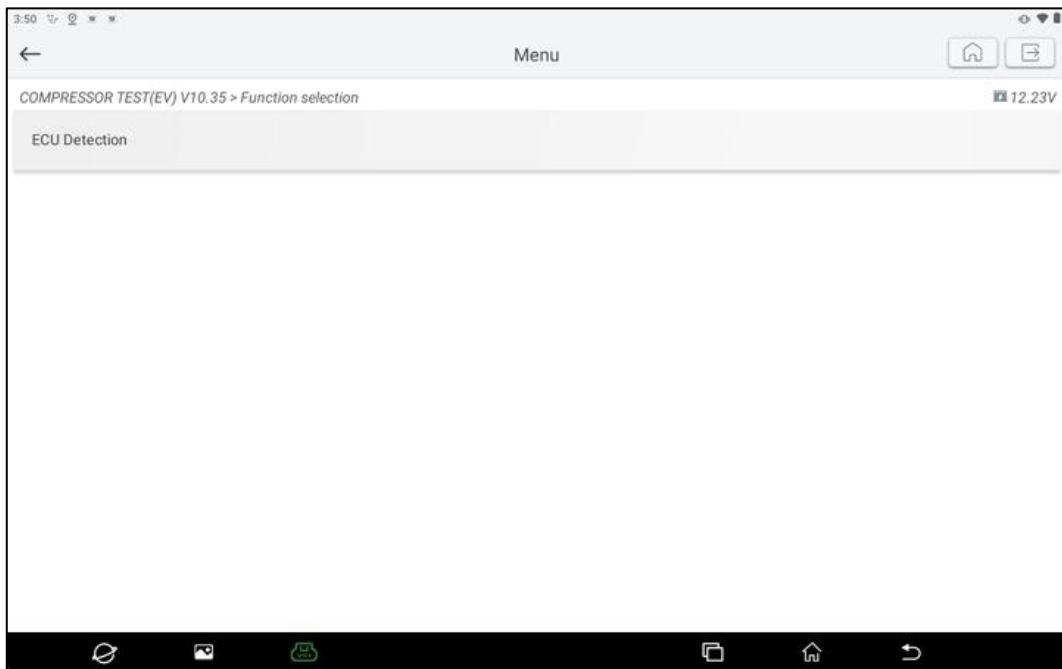 3:50
Menu
COMPRESSOR TEST(EV) V10.35 > Function selection
12.23V
ECU Detection